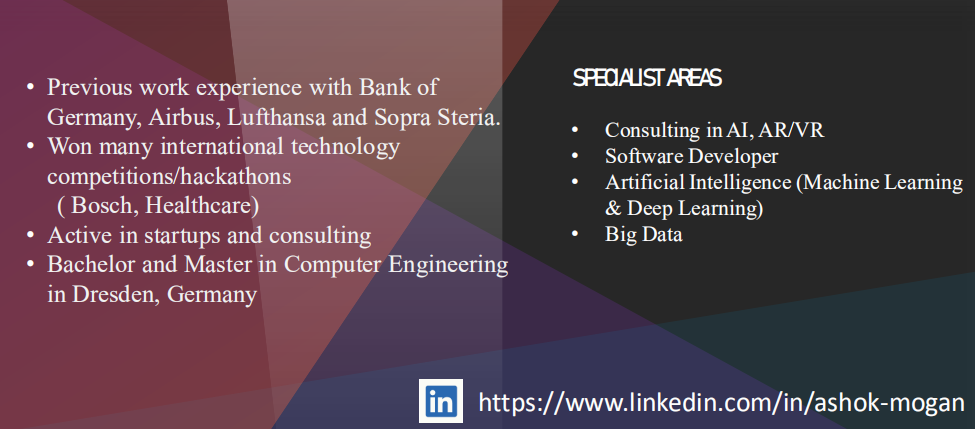 • Previous work experience with Bank of
Germany, Airbus, Lufthansa and Sopra Steria.
• Won many international technology
competitions/hackathons
( Bosch, Healthcare)
• Active in startups and consulting
• Bachelor and Master in Computer Engineering
in Dresden, Germany
SPECIALIST AREAS
• Consulting in AI, AR/VR
• Software Developer
• Artificial Intelligence (Machine Learning
& Deep Learning)
• Big Data
in https://www.linkedin.com/in/ashok-mogan